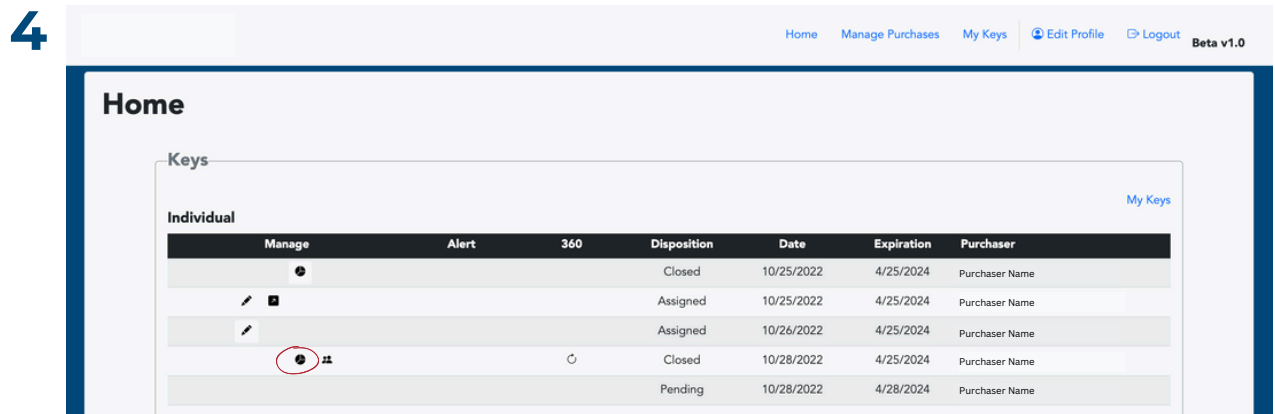 4
Home Manage Purchases My Keys Edit Profile Logout Beta v1.0
Home
Keys
My Keys
Individual
Manage Alert 360 Disposition Date Expiration Purchaser
Closed 10/25/2022 4/25/2024 Purchaser Name
Assigned 10/25/2022 4/25/2024 Purchaser Name
Assigned 10/26/2022 4/25/2024 Purchaser Name
Closed 10/28/2022 4/25/2024 Purchaser Name
Pending 10/28/2022 4/28/2024 Purchaser Name